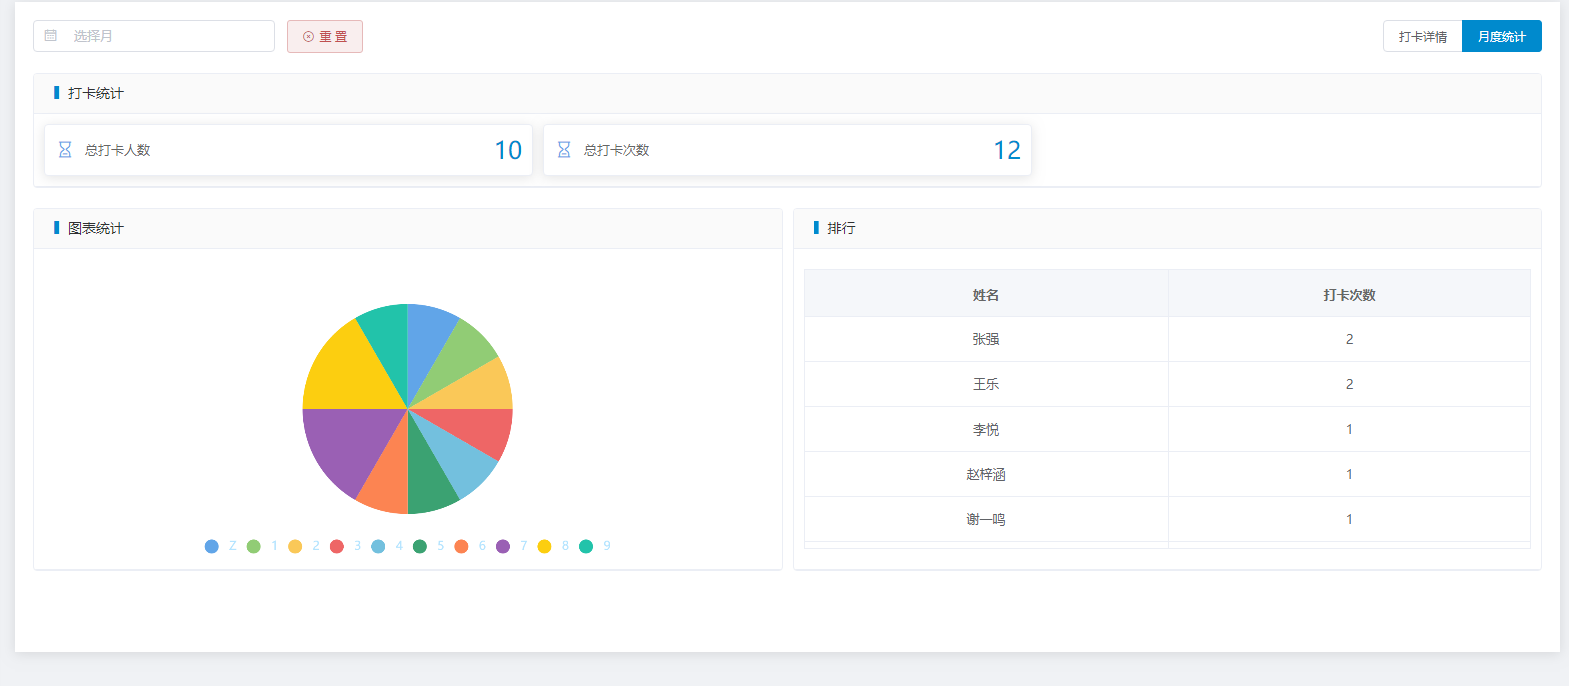 选择月
重 置
打卡详情
月度统计
打卡统计
总打卡人数 10
总打卡次数 12
图表统计
Z 1 2 3 4 5 6 7 8 9
排行
姓名 打卡次数
张强 2
王乐 2
李悦 1
赵梓涵 1
谢一鸣 1